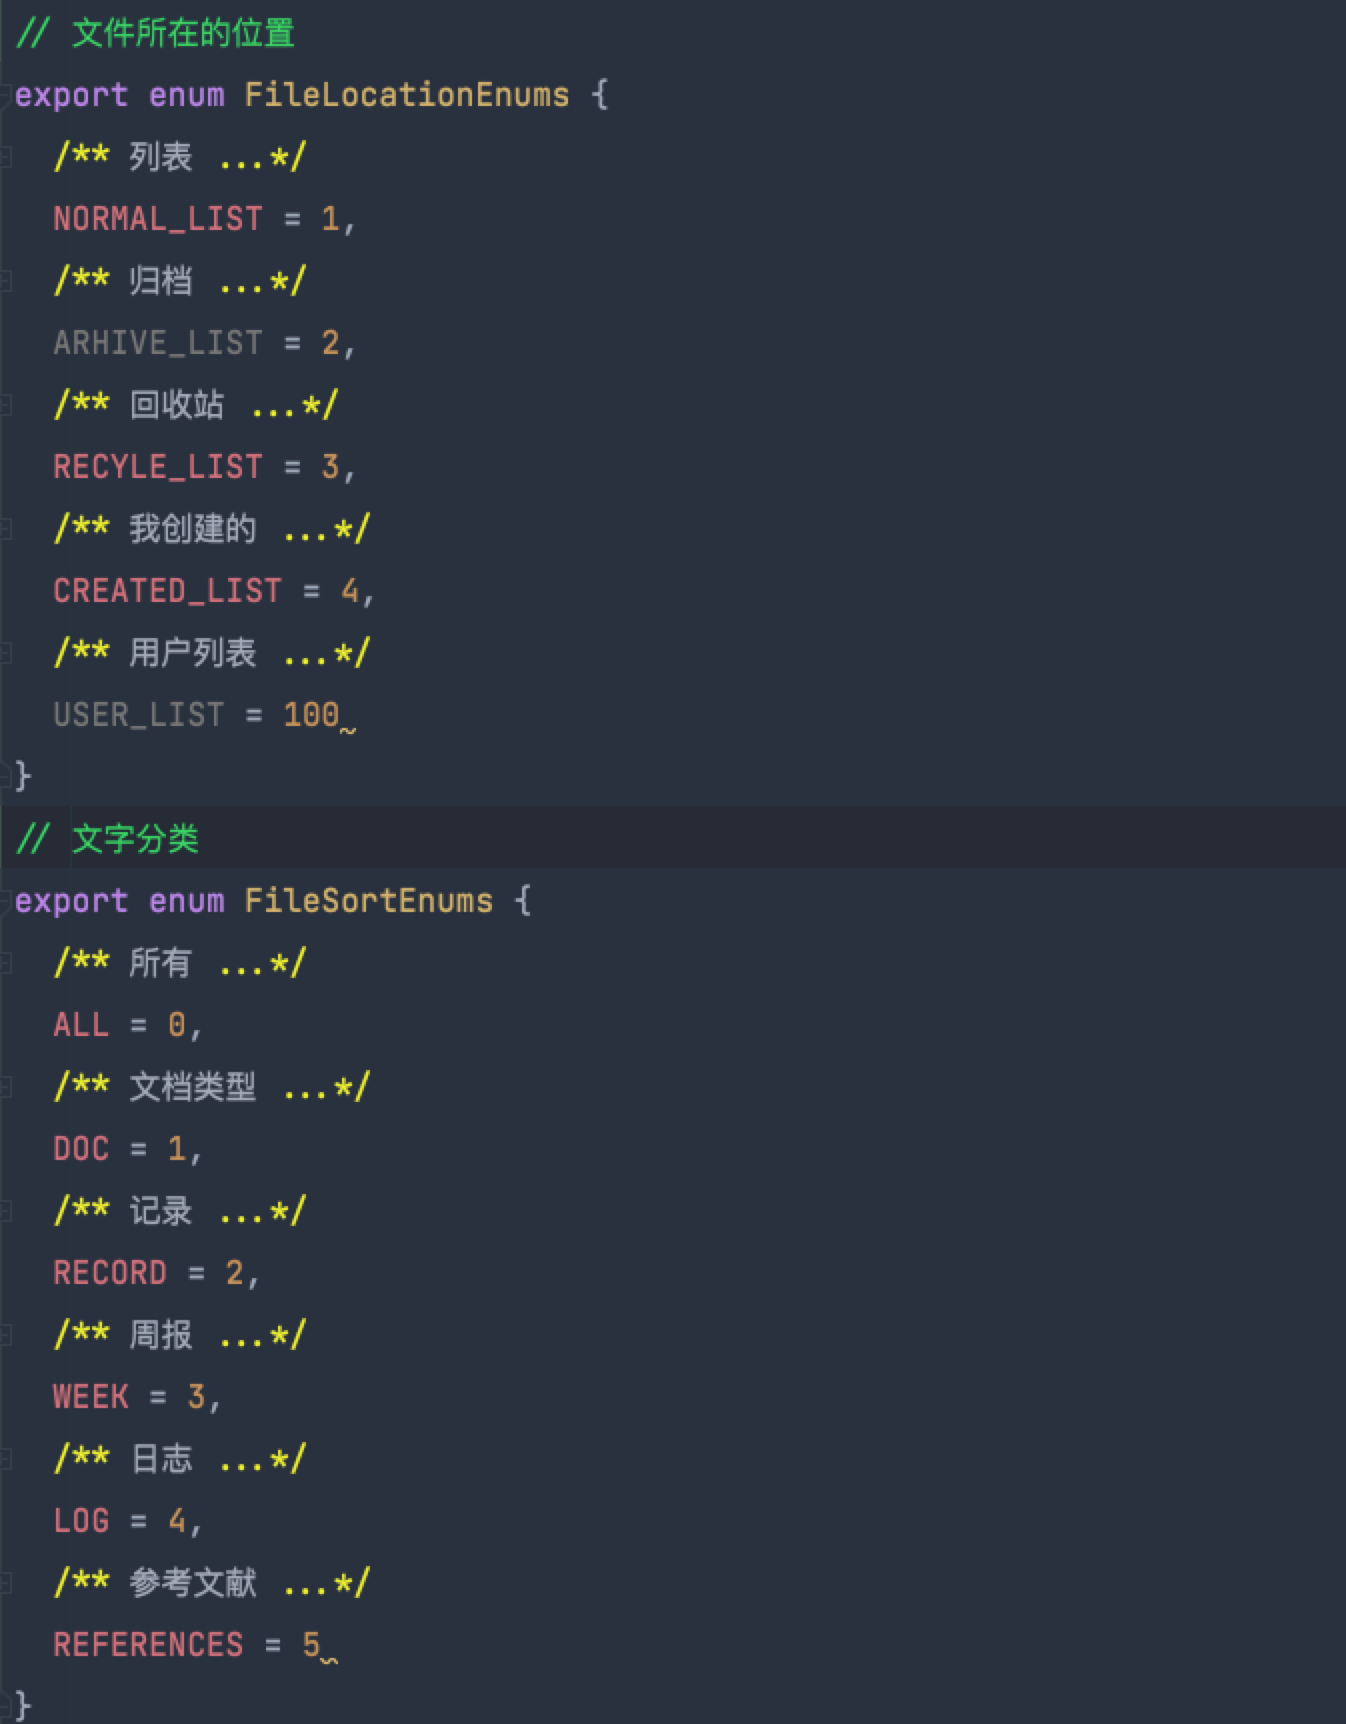 // 文件所在的位置
export enum FileLocationEnums {
/** 列表 ...*/
NORMAL_LIST = 1,
/** 归档 ...*/
ARHIVE_LIST = 2,
/** 回收站 ...*/
RECYLE_LIST = 3,
/** 我创建的 ...*/
CREATED_LIST = 4,
/** 用户列表 ...*/
USER_LIST = 100
}
// 文字分类
export enum FileSortEnums {
/** 所有 ...*/
ALL = 0,
/** 文档类型 ...*/
DOC = 1,
/** 记录 ...*/
RECORD = 2,
/** 周报 ...*/
WEEK = 3,
/** 日志 ...*/
LOG = 4,
/** 参考文献 ...*/
REFERENCES = 5
}